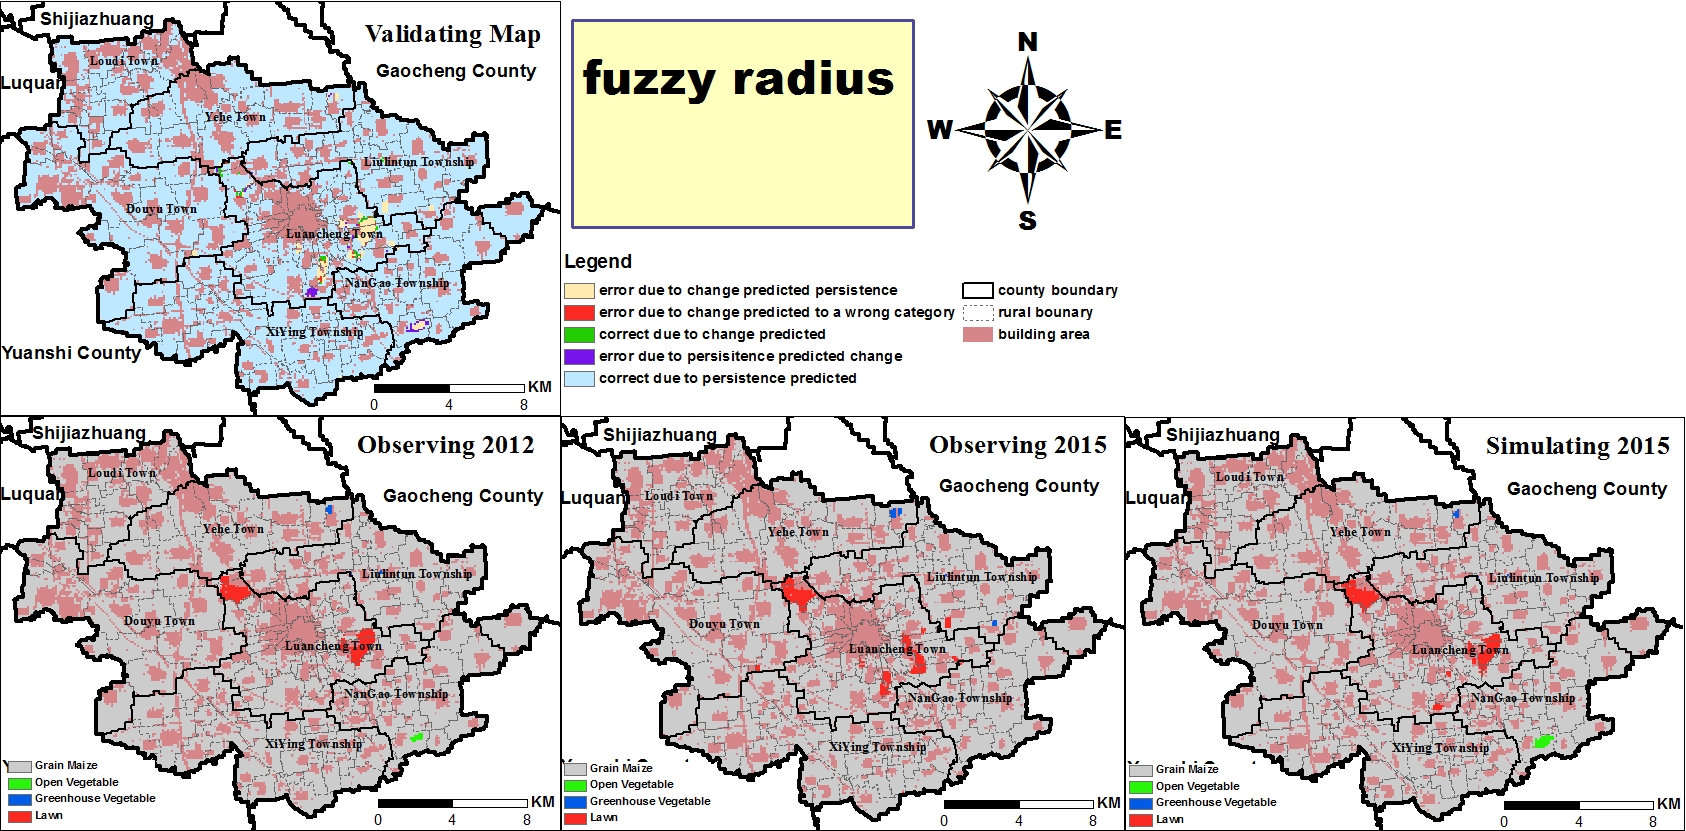 Shijiazhuang
Validating Map
Gaocheng County
Luquan
Loudi Town
Yehe Town
Liulintun Township
Douyu Town
Luancheng Town
NanGao Township
XiYing Township
Yuanshi County
KM
0 4 8
fuzzy radius
N
W E
S
Legend
error due to change predicted persistence
error due to change predicted to a wrong category
correct due to change predicted
error due to persisitence predicted change
correct due to persistence predicted
county boundary
rural bounary
building area
Shijiazhuang
Observing 2012
Gaocheng County
Luquan
Loudi Town
Yehe Town
Liulintun Township
Douyu Town
Luancheng Town
NanGao Township
XiYing Township
Grain Maize
Open Vegetable
Greenhouse Vegetable
Lawn
KM
0 4 8
Shijiazhuang
Observing 2015
Gaocheng County
Luquan
Loudi Town
Yehe Town
Liulintun Township
Douyu Town
Luancheng Town
NanGao Township
XiYing Township
Grain Maize
Open Vegetable
Greenhouse Vegetable
Lawn
KM
0 4 8
Shijiazhuang
Simulating 2015
Gaocheng County
Luquan
Loudi Town
Yehe Town
Liulintun Township
Douyu Town
Luancheng Town
NanGao Township
XiYing Township
Grain Maize
Open Vegetable
Greenhouse Vegetable
Lawn
KM
0 4 8